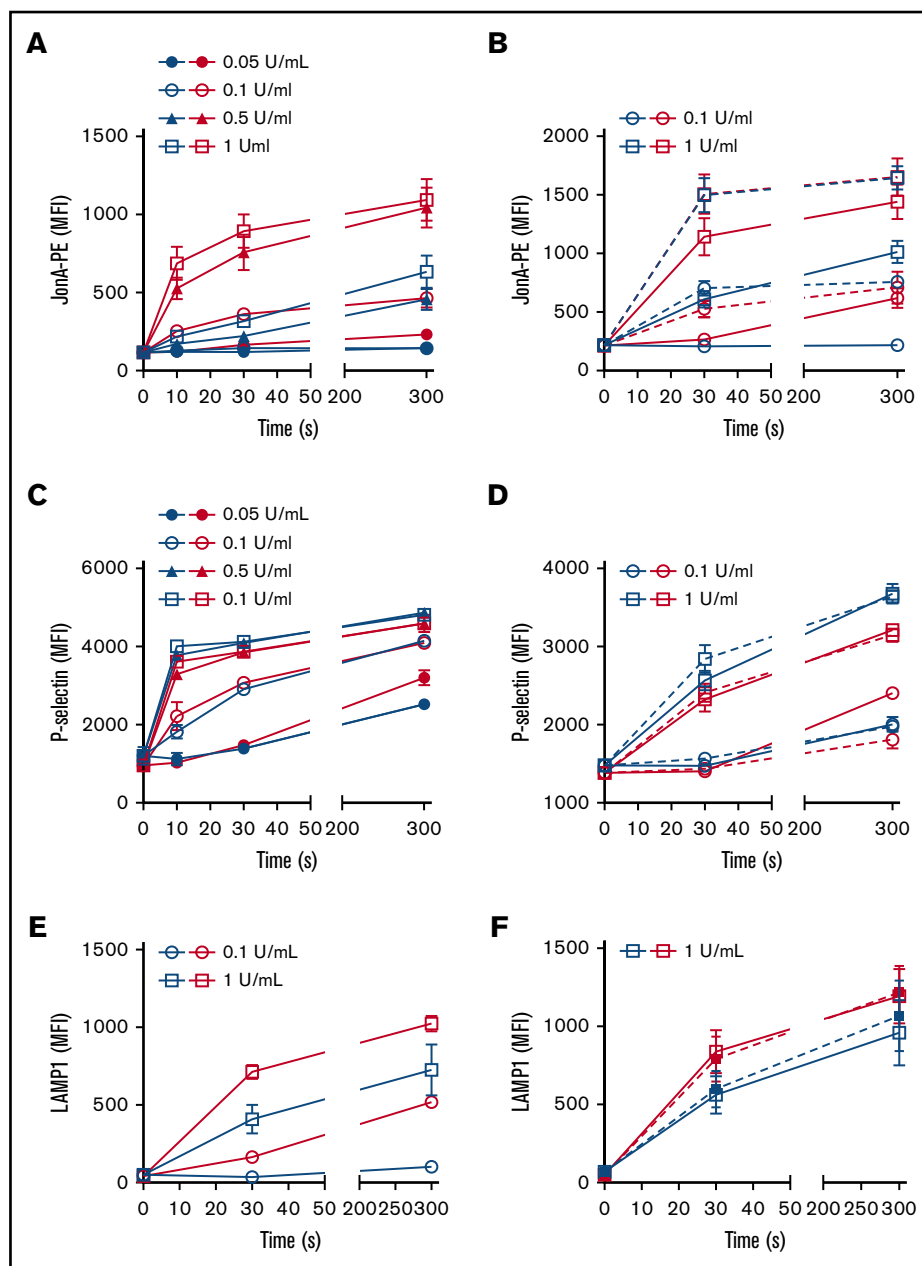 A
0.05 U/mL
0.1 U/ml
0.5 U/ml
1 Uml
1500
1000
500
0
JonA-PE (MFI)
0 10 20 30 40 50 200 300
Time (s)
B
0.1 U/ml
1 U/ml
2000
1500
1000
500
0
JonA-PE (MFI)
0 10 20 30 40 50 200 300
Time (s)
C
0.05 U/mL
0.1 U/ml
0.5 U/ml
0.1 U/ml
6000
4000
2000
0
P-selectin (MFI)
0 10 20 30 40 50 200 300
Time (s)
D
0.1 U/ml
1 U/ml
4000
3000
2000
1000
P-selectin (MFI)
0 10 20 30 40 50 200 300
Time (s)
E
0.1 U/mL
1 U/mL
1500
1000
500
0
LAMP1 (MFI)
0 10 20 30 40 50 200 250 300
Time (s)
F
1 U/mL
1500
1000
500
0
LAMP1 (MFI)
0 10 20 30 40 50 200 250 300
Time (s)